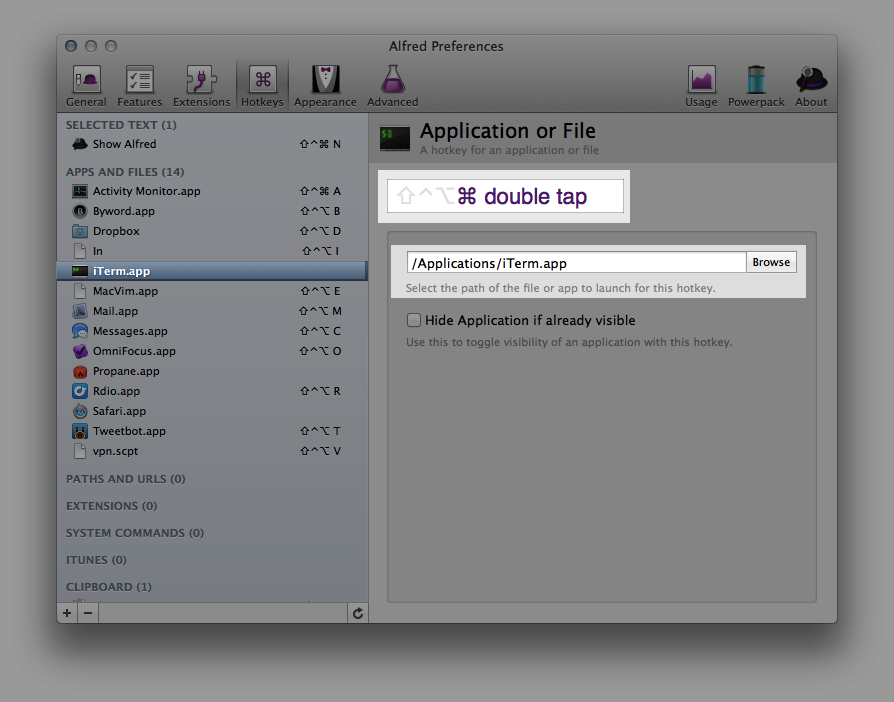 Alfred Preferences
General Features Extensions Hotkeys Appearance Advanced Usage Powerpack About
SELECTED TEXT (1)
Show Alfred ⇧^⌘ N
APPS AND FILES (14)
Activity Monitor.app ⇧^⌘ A
Byword.app ⇧^⌥ B
Dropbox ⇧^⌥ D
In ⇧^⌥ I
iTerm.app
MacVim.app ⇧^⌥ E
Mail.app ⇧^⌥ M
Messages.app ⇧^⌥ C
OmniFocus.app ⇧^⌥ O
Propane.app
Rdio.app ⇧^⌥ R
Safari.app
Tweetbot.app ⇧^⌥ T
vpn.scpt ⇧^⌥ V
PATHS AND URLS (0)
EXTENSIONS (0)
SYSTEM COMMANDS (0)
ITUNES (0)
CLIPBOARD (1)
Application or File
A hotkey for an application or file
⇧^⌥⌘ double tap
/Applications/iTerm.app Browse
Select the path of the file or app to launch for this hotkey.
Hide Application if already visible
Use this to toggle visibility of an application with this hotkey.